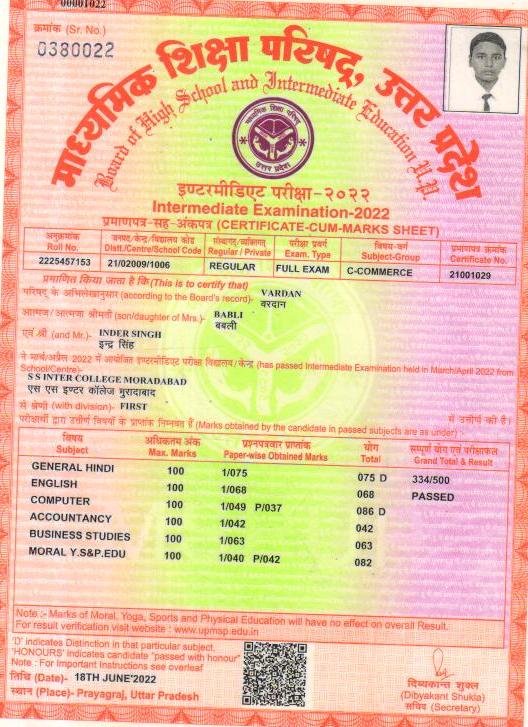 00001022
क्रमांक (Sr. No.)
0380022
माध्यमिक शिक्षा परिषद्, उत्तर प्रदेश
Board of High School and Intermediate Education U.P.
माध्यमिक शिक्षा परिषद
उत्तर प्रदेश
इण्टरमीडिएट परीक्षा-२०२२
Intermediate Examination-2022
प्रमाणपत्र-सह-अंकपत्र (CERTIFICATE-CUM-MARKS SHEET)
अनुक्रमांक जनपद/केन्द्र/विद्यालय कोड संस्थागत/व्यक्तिगत परीक्षा प्रवर्ग विषय-वर्ग प्रमाणपत्र क्रमांक
Roll No. Distt./Centre/School Code Regular / Private Exam. Type Subject-Group Certificate No.
2225457153 21/02009/1006 REGULAR FULL EXAM C-COMMERCE 21001029
प्रमाणित किया जाता है कि (This is to certify that)
परिषद् के अभिलेखानुसार (according to the Board's record)- VARDAN
वरदान
आत्मज/आत्मजा श्रीमती (son/daughter of Mrs.)- BABLI
बबली
एवं श्री (and Mr.)- INDER SINGH
इन्द्र सिंह
ने मार्च/अप्रैल 2022 में आयोजित इण्टरमीडिएट परीक्षा विद्यालय/केन्द्र (has passed Intermediate Examination held in March/April 2022 from
School/Centre)-
S S INTER COLLEGE MORADABAD
एस एस इण्टर कॉलेज मुरादाबाद
से श्रेणी (with division)- FIRST में उत्तीर्ण की है।
परीक्षार्थी द्वारा उत्तीर्ण विषयों के प्राप्तांक निम्नवत हैं (Marks obtained by the candidate in passed subjects are as under) :-
विषय अधिकतम अंक प्रश्नपत्रवार प्राप्तांक योग सम्पूर्ण योग एवं परीक्षाफल
Subject Max. Marks Paper-wise Obtained Marks Total Grand Total & Result
GENERAL HINDI 100 1/075 075 D 334/500
ENGLISH 100 1/068 068 PASSED
COMPUTER 100 1/049 P/037 086 D
ACCOUNTANCY 100 1/042 042
BUSINESS STUDIES 100 1/063 063
MORAL Y.S&P.EDU 100 1/040 P/042 082
Note :- Marks of Moral, Yoga, Sports and Physical Education will have no effect on overall Result.
For result verification visit website : www.upmsp.edu.in
'D' indicates Distinction in that particular subject.
'HONOURS' indicates candidate "passed with honour"
Note : For Important Instructions see overleaf
तिथि (Date)- 18TH JUNE'2022
स्थान (Place)- Prayagraj, Uttar Pradesh
दिव्यकान्त शुक्ल
(Dibyakant Shukla)
सचिव (Secretary)